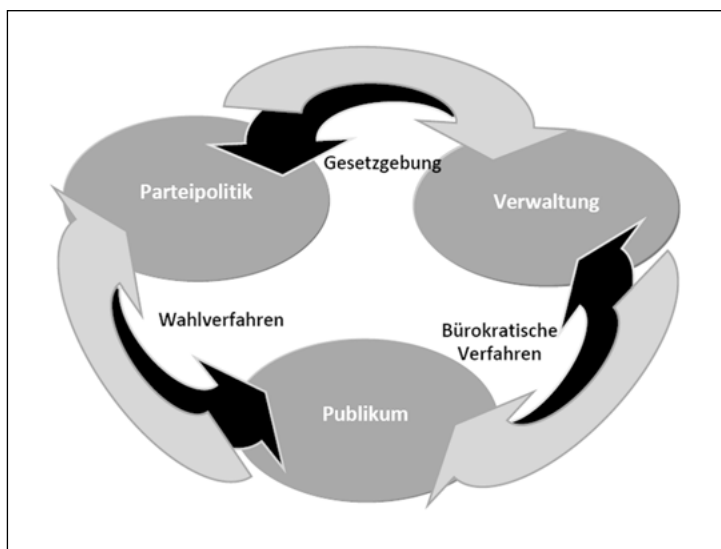 Gesetzgebung
Parteipolitik
Verwaltung
Wahlverfahren
Bürokratische
Verfahren
Publikum